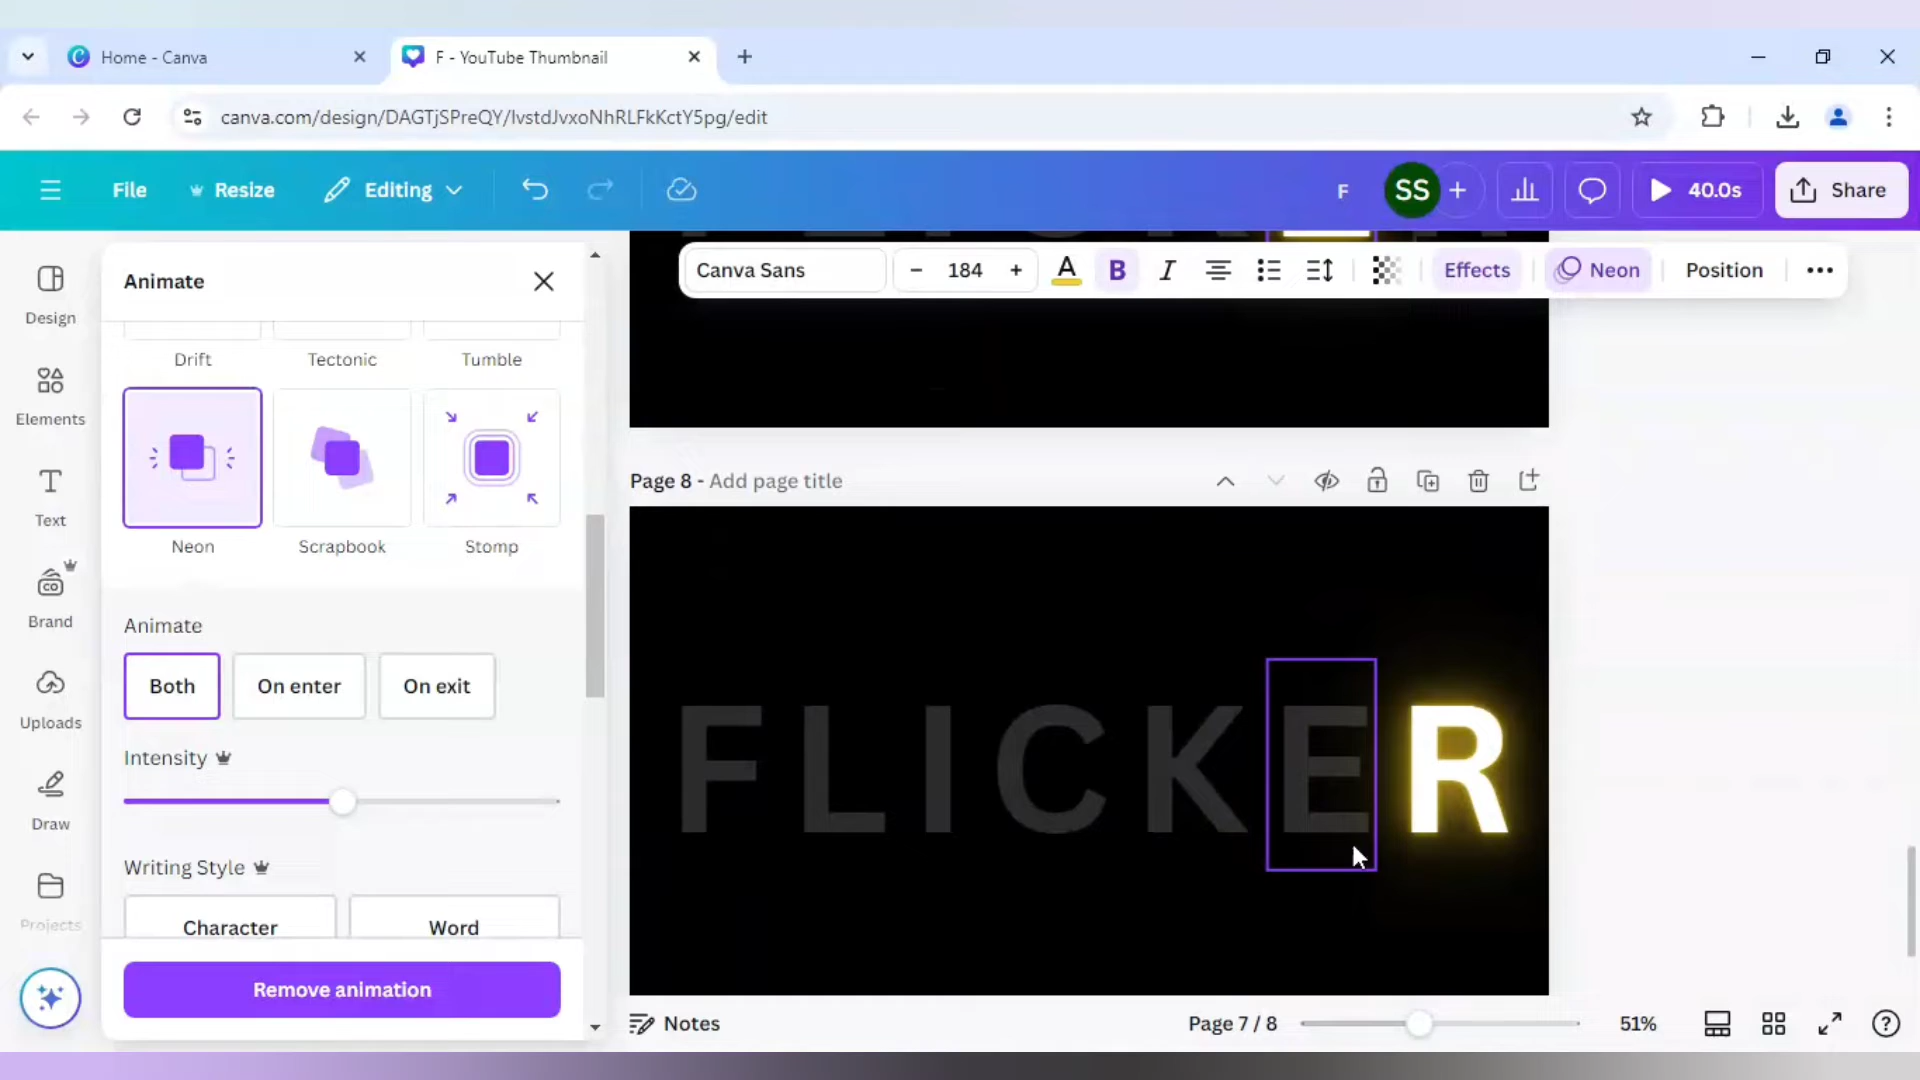 Home - Canva
F - YouTube Thumbnail
canva.com/design/DAGTjSPreQY/lvstdJvxoNhRLFkKctY5pg/edit
File
Resize
Editing
F
SS
40.0s
Share
Design
Elements
Text
Brand
Uploads
Draw
Projects
Animate
Drift
Tectonic
Tumble
Neon
Scrapbook
Stomp
Animate
Both
On enter
On exit
Intensity
Writing Style
Character
Word
Remove animation
Canva Sans
184
A
B
I
Effects
Neon
Position
Page 8 - Add page title
FLICKER
Notes
Page 7 / 8
51%